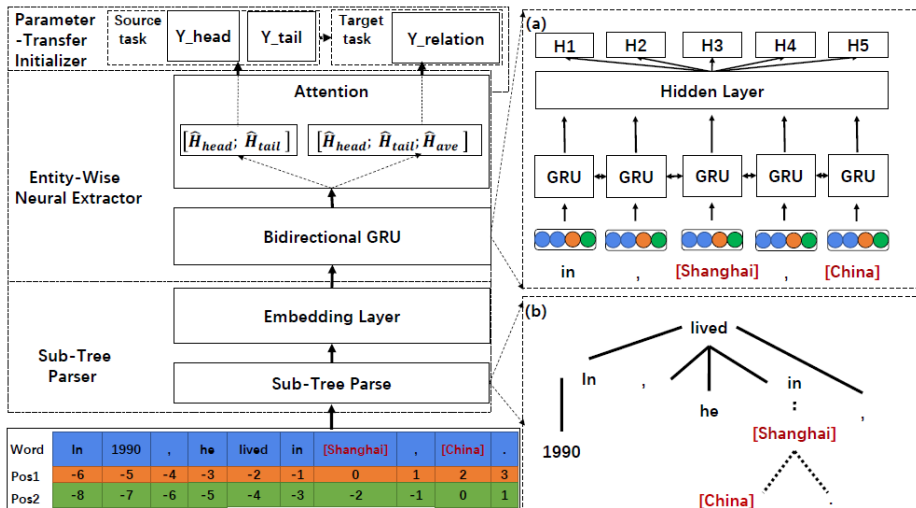 Parameter
-Transfer
Initializer
Source
task
Y_head
Y_tail
Target
task
Y_relation
Entity-Wise
Neural Extractor
Attention
[Ĥhead; Ĥtail]
[Ĥhead; Ĥtail; Ĥave]
Bidirectional GRU
Sub-Tree
Parser
Embedding Layer
Sub-Tree Parse
Word In 1990 , he lived in [Shanghai] , [China] .
Pos1 -6 -5 -4 -3 -2 -1 0 1 2 3
Pos2 -8 -7 -6 -5 -4 -3 -2 -1 0 1
(a)
H1 H2 H3 H4 H5
Hidden Layer
GRU GRU GRU GRU GRU
in , [Shanghai] , [China]
(b)
lived
In , he in ,
1990
[Shanghai]
[China] .